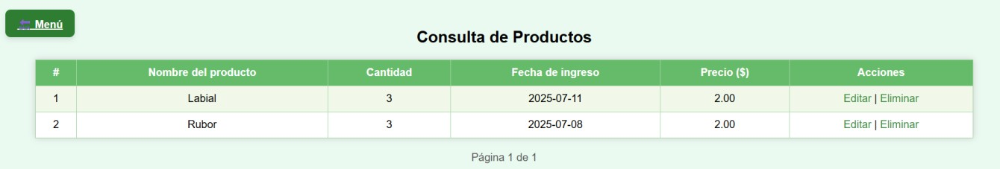 Menú
Consulta de Productos
# Nombre del producto Cantidad Fecha de ingreso Precio ($) Acciones
1 Labial 3 2025-07-11 2.00 Editar | Eliminar
2 Rubor 3 2025-07-08 2.00 Editar | Eliminar
Página 1 de 1